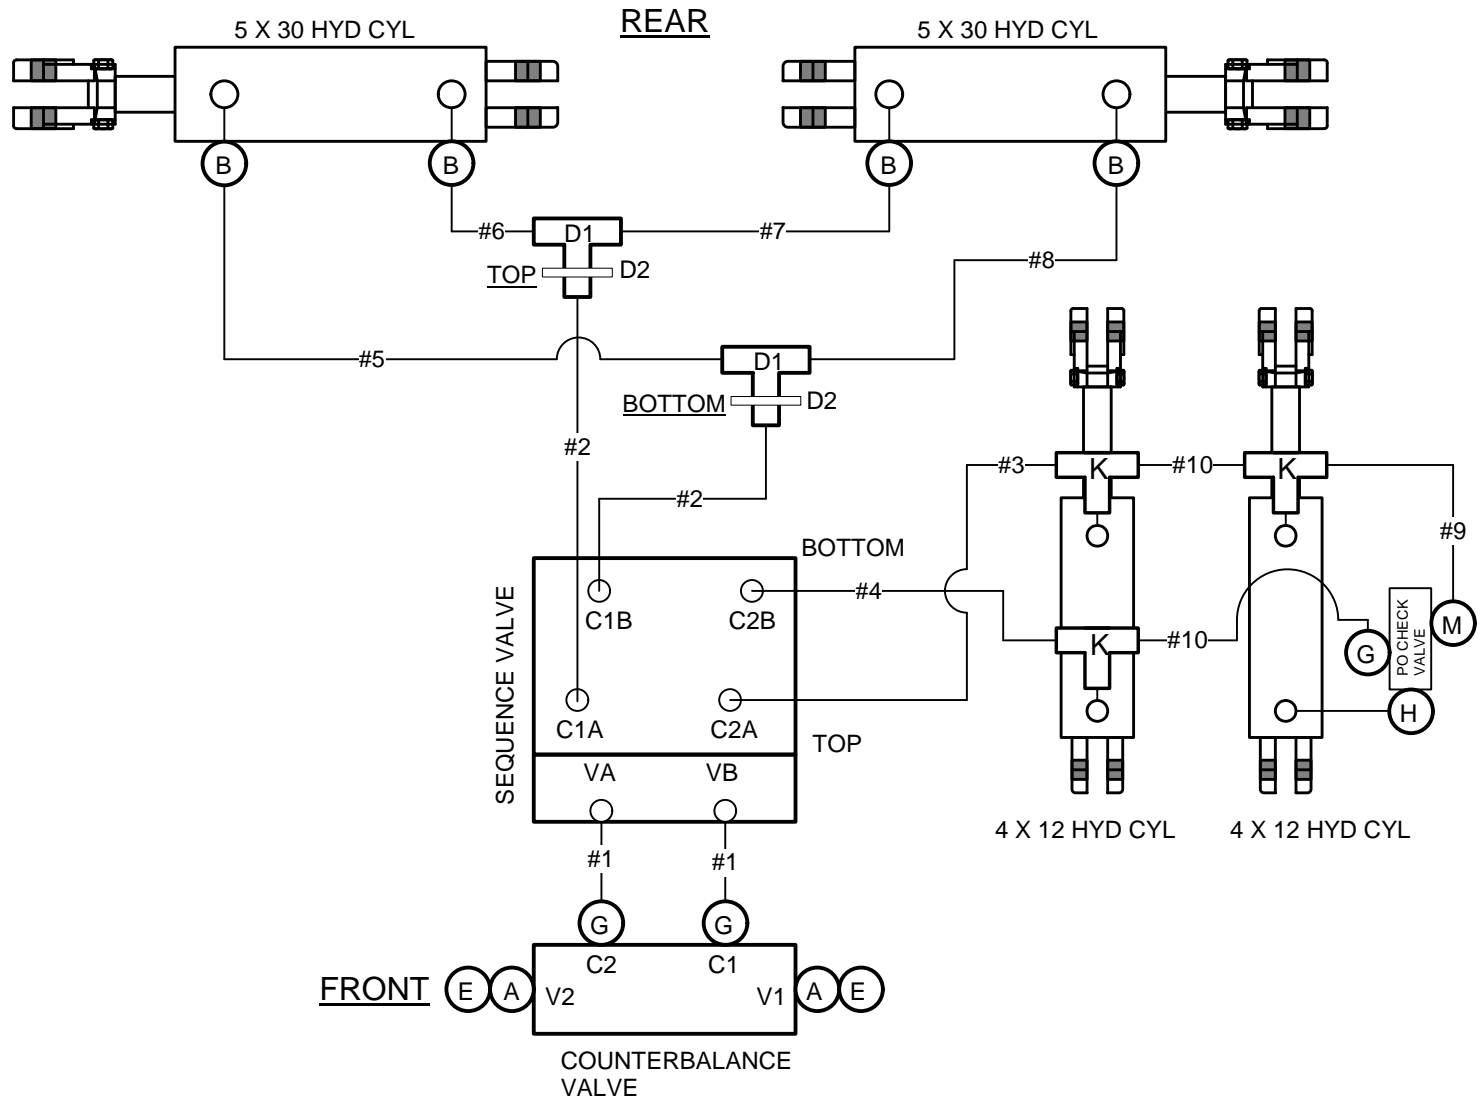 REAR
5 X 30 HYD CYL
5 X 30 HYD CYL
B
B
B
B
#6
D1
#7
TOP
D2
#8
#5
D1
BOTTOM
D2
#2
#2
#3
K
#10
K
#9
BOTTOM
#4
C1B
C2B
K
#10
G
PO CHECK
VALVE
M
H
SEQUENCE VALVE
C1A
C2A
TOP
VA
VB
4 X 12 HYD CYL
4 X 12 HYD CYL
#1
#1
G
G
C2
C1
FRONT
E
A
V2
V1
A
E
COUNTERBALANCE
VALVE